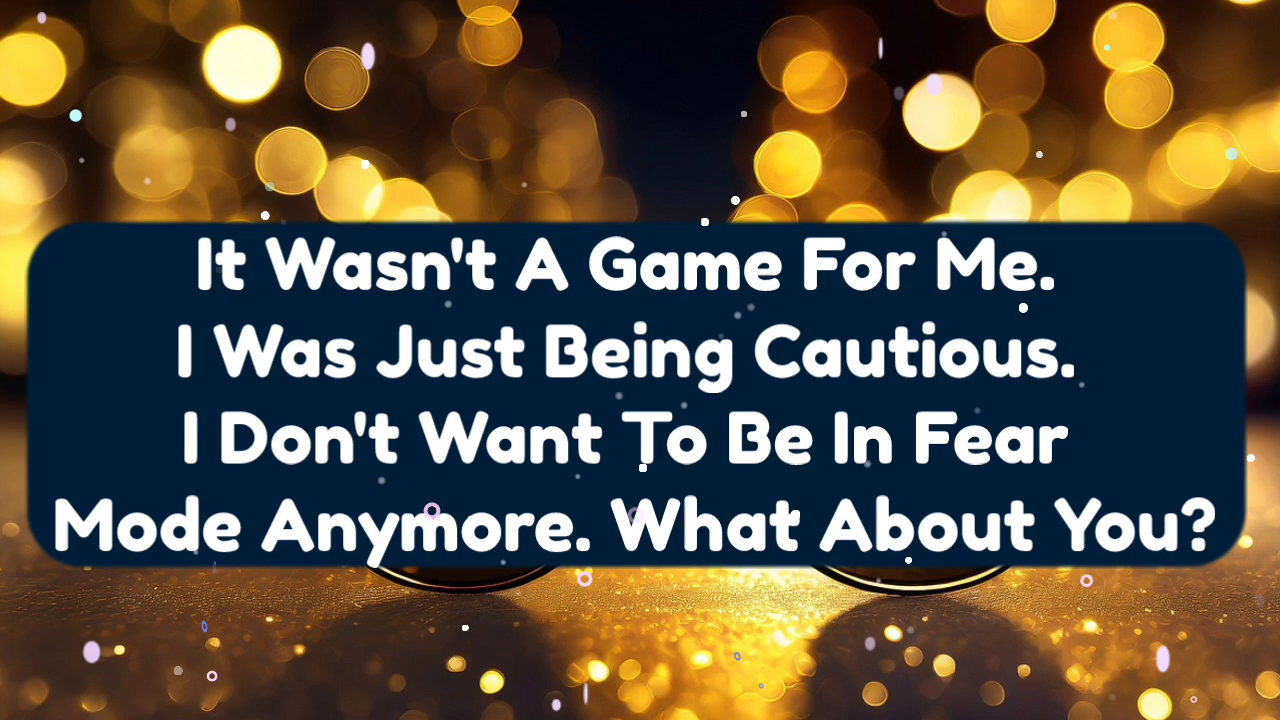 It Wasn't A Game For Me.
I Was Just Being Cautious.
I Don't Want To Be In Fear
Mode Anymore. What About You?